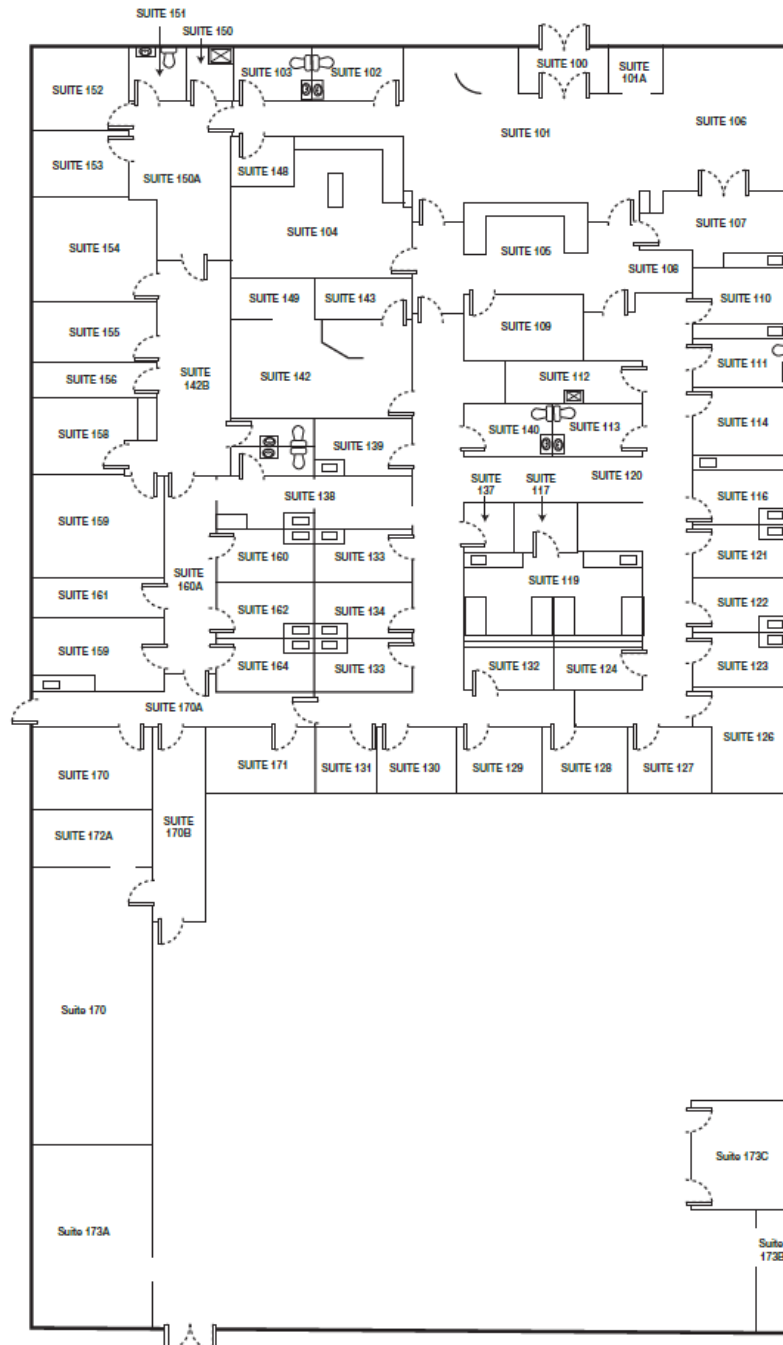 SUITE 151
SUITE 150
SUITE 103
SUITE 102
SUITE 100
SUITE
101A
SUITE 152
SUITE 101
SUITE 106
SUITE 153
SUITE 150A
SUITE 148
SUITE 154
SUITE 104
SUITE 105
SUITE 107
SUITE 108
SUITE 149
SUITE 143
SUITE 110
SUITE 155
SUITE 109
SUITE 156
SUITE
142B
SUITE 142
SUITE 112
SUITE 111
SUITE 158
SUITE 139
SUITE 140
SUITE 113
SUITE 114
SUITE
137
SUITE
117
SUITE 120
SUITE 138
SUITE 116
SUITE 159
SUITE 160
SUITE 133
SUITE 121
SUITE
160A
SUITE 119
SUITE 161
SUITE 162
SUITE 134
SUITE 122
SUITE 159
SUITE 164
SUITE 133
SUITE 132
SUITE 124
SUITE 123
SUITE 170A
SUITE 126
SUITE 170
SUITE 171
SUITE 131
SUITE 130
SUITE 129
SUITE 128
SUITE 127
SUITE 172A
SUITE
170B
Suite 170
Suite 173C
Suite 173A
Suite
173B